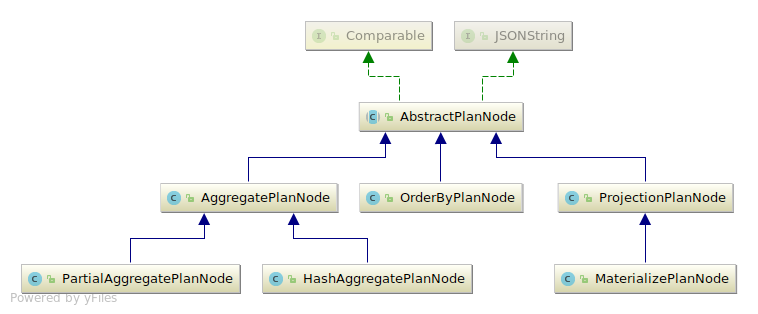 I Comparable
I JSONString
C AbstractPlanNode
C AggregatePlanNode
C OrderByPlanNode
C ProjectionPlanNode
C PartialAggregatePlanNode
C HashAggregatePlanNode
C MaterializePlanNode
Powered by yFiles